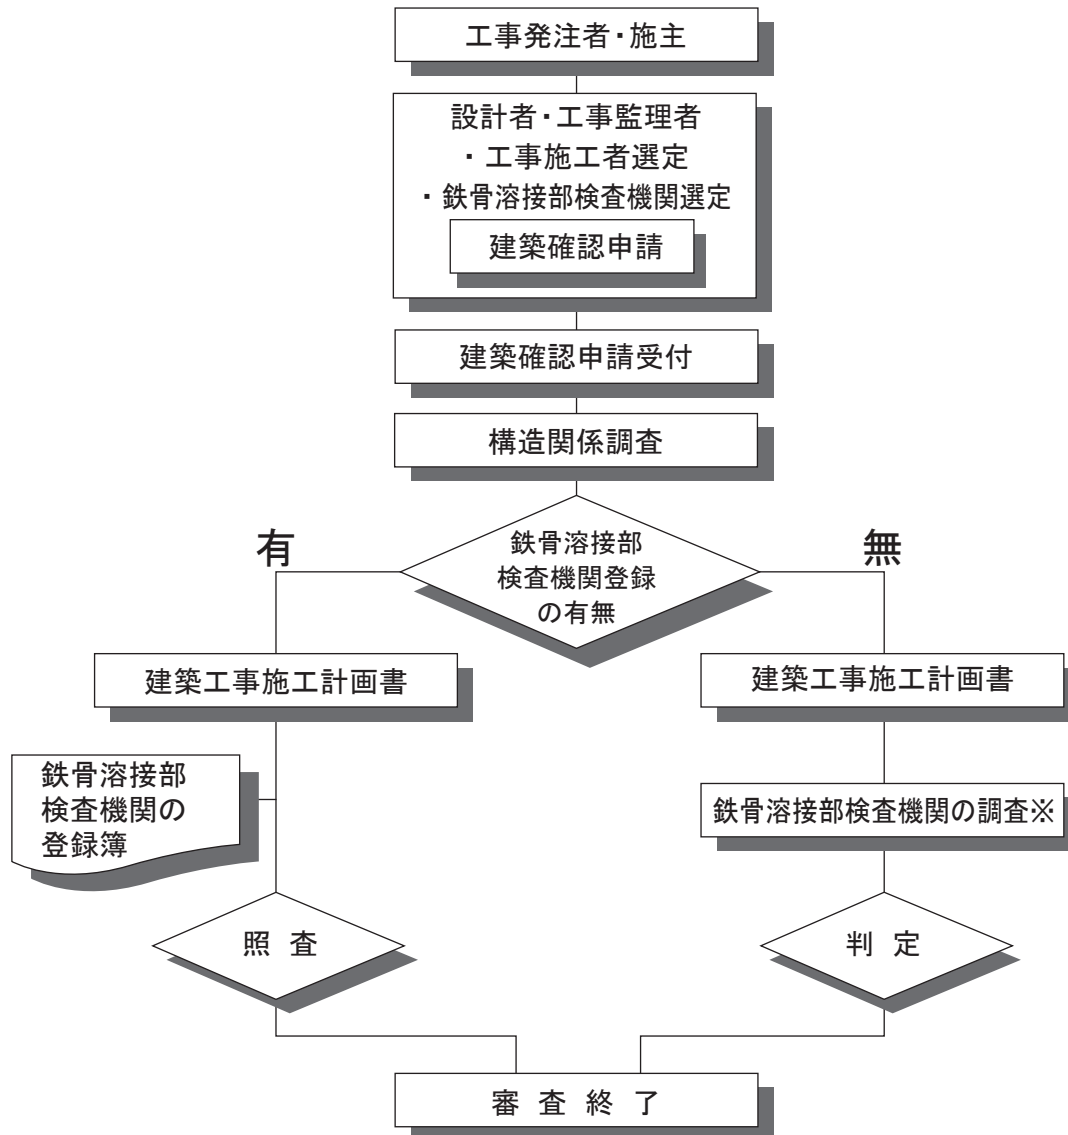 工事発注者・施主
設計者・工事監理者
・工事施工者選定
・鉄骨溶接部検査機関選定
建築確認申請
建築確認申請受付
構造関係調査
鉄骨溶接部
検査機関登録
の有無
有
無
建築工事施工計画書
建築工事施工計画書
鉄骨溶接部
検査機関の
登録簿
鉄骨溶接部検査機関の調査※
照 査
判 定
審 査 終 了